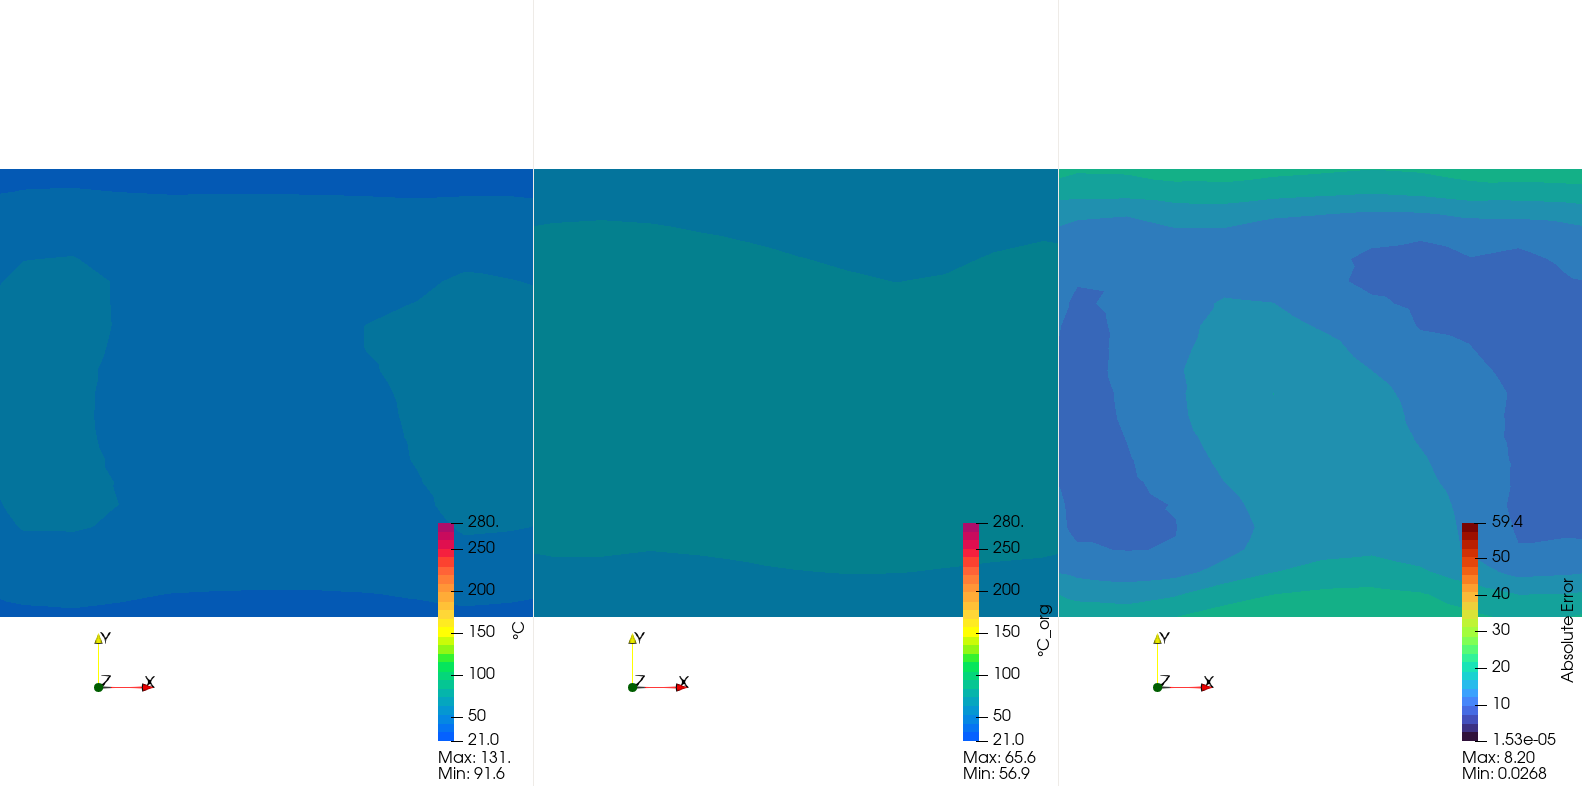 280.
250
200
150
100
50
21.0
°C
Max: 131.
Min: 91.6
Y
Z
X
280.
250
200
150
100
50
21.0
°C_org
Max: 65.6
Min: 56.9
Y
Z
X
59.4
50
40
30
20
10
1.53e-05
Absolute Error
Max: 8.20
Min: 0.0268
Y
Z
X